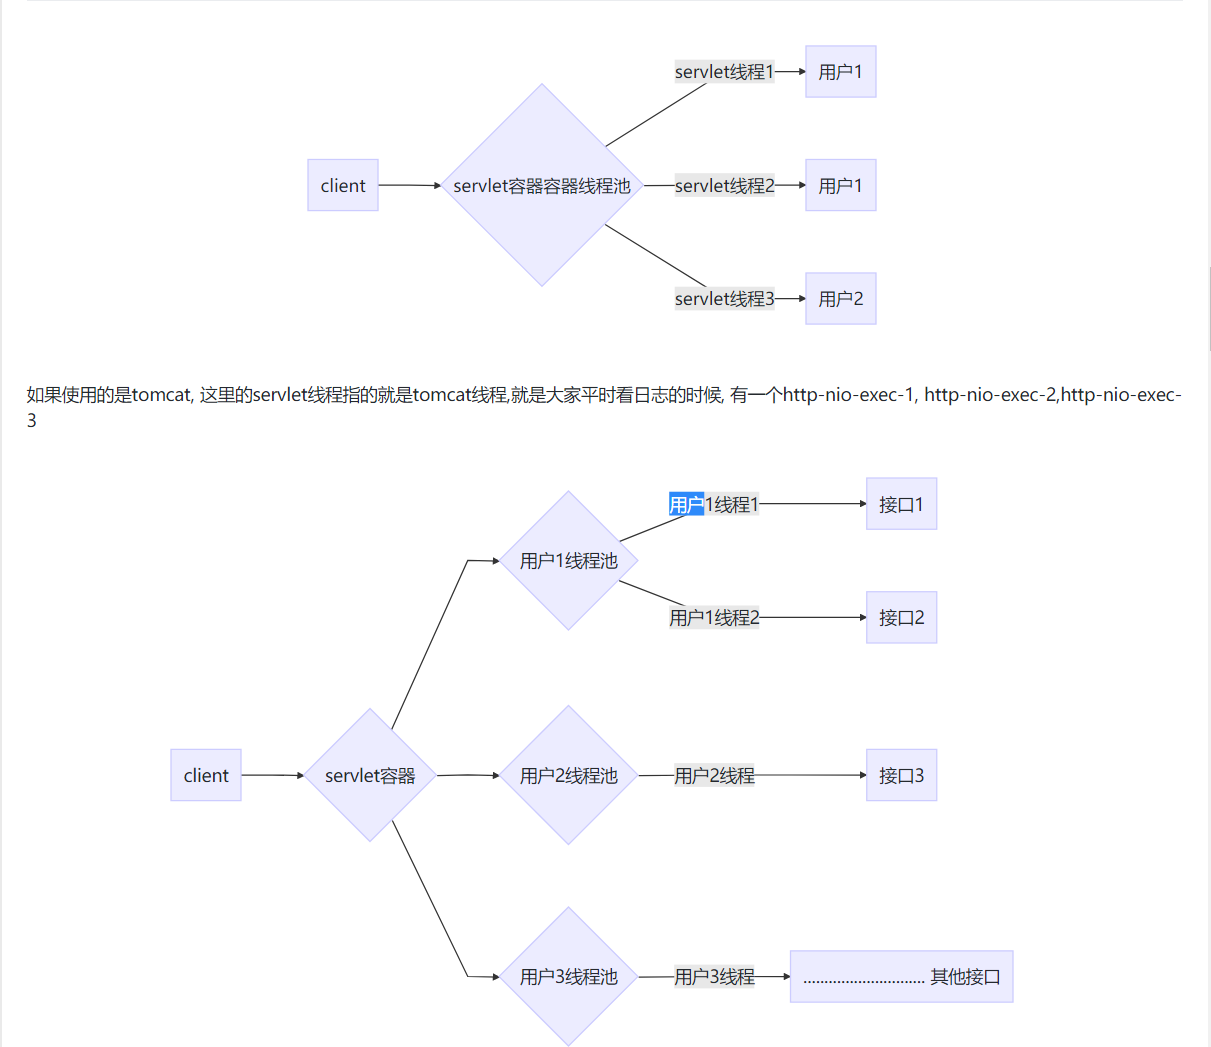 servlet线程1
用户1
client
servlet容器容器线程池
servlet线程2
用户1
servlet线程3
用户2
如果使用的是tomcat, 这里的servlet线程指的就是tomcat线程,就是大家平时看日志的时候, 有一个http-nio-exec-1, http-nio-exec-2,http-nio-exec-
3
用户1线程1
接口1
用户1线程池
用户1线程2
接口2
client
servlet容器
用户2线程池
用户2线程
接口3
用户3线程池
用户3线程
............................. 其他接口